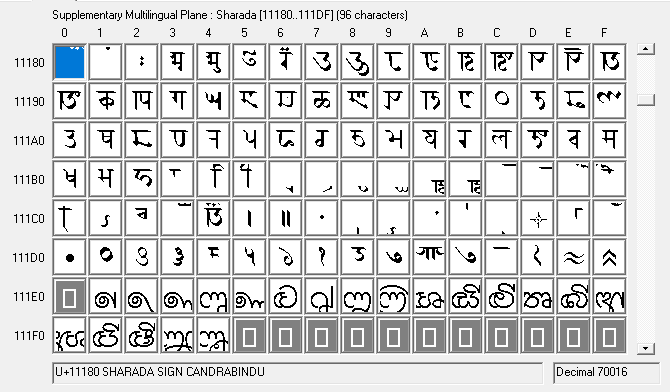 Supplementary Multilingual Plane : Sharada [11180..111DF] (96 characters)
0 1 2 3 4 5 6 7 8 9 A B C D E F
11180 𑆀 𑆁 𑆂 𑆃 𑆄 𑆅 𑆆 𑆇 𑆈 𑆉 𑆊 𑆋 𑆌 𑆍 𑆎 𑆏
11190 𑆐 𑆑 𑆒 𑆓 𑆔 𑆕 𑆖 𑆗 𑆘 𑆙 𑆚 𑆛 𑆜 𑆝 𑆞 𑆟
111A0 𑆠 𑆡 𑆢 𑆣 𑆤 𑆥 𑆦 𑆧 𑆨 𑆩 𑆪 𑆫 𑆬 𑆭 𑆮 𑆯
111B0 𑆰 𑆱 𑆲 𑆳 𑆴 𑆵 𑆶 𑆷 𑆸 𑆹 𑆺 𑆻 𑆼 𑆽 𑆾 𑆿
111C0 𑇀 𑇁 𑇂 𑇃 𑇄 𑇅 𑇆 𑇇 𑇈 𑇉 𑇊 𑇋 𑇌 𑇍 𑇎 𑇏
111D0 𑇐 𑇑 𑇒 𑇓 𑇔 𑇕 𑇖 𑇗 𑇘 𑇙 𑇚 𑇛 𑇜 𑇝 𑇞 𑇟
111E0 𑇡 𑇢 𑇣 𑇤 𑇥 𑇦 𑇧 𑇨 𑇩 𑇪 𑇫 𑇬 𑇭 𑇮 𑇯
111F0 𑇰 𑇱 𑇲 𑇳 𑇴
U+11180 SHARADA SIGN CANDRABINDU Decimal 70016